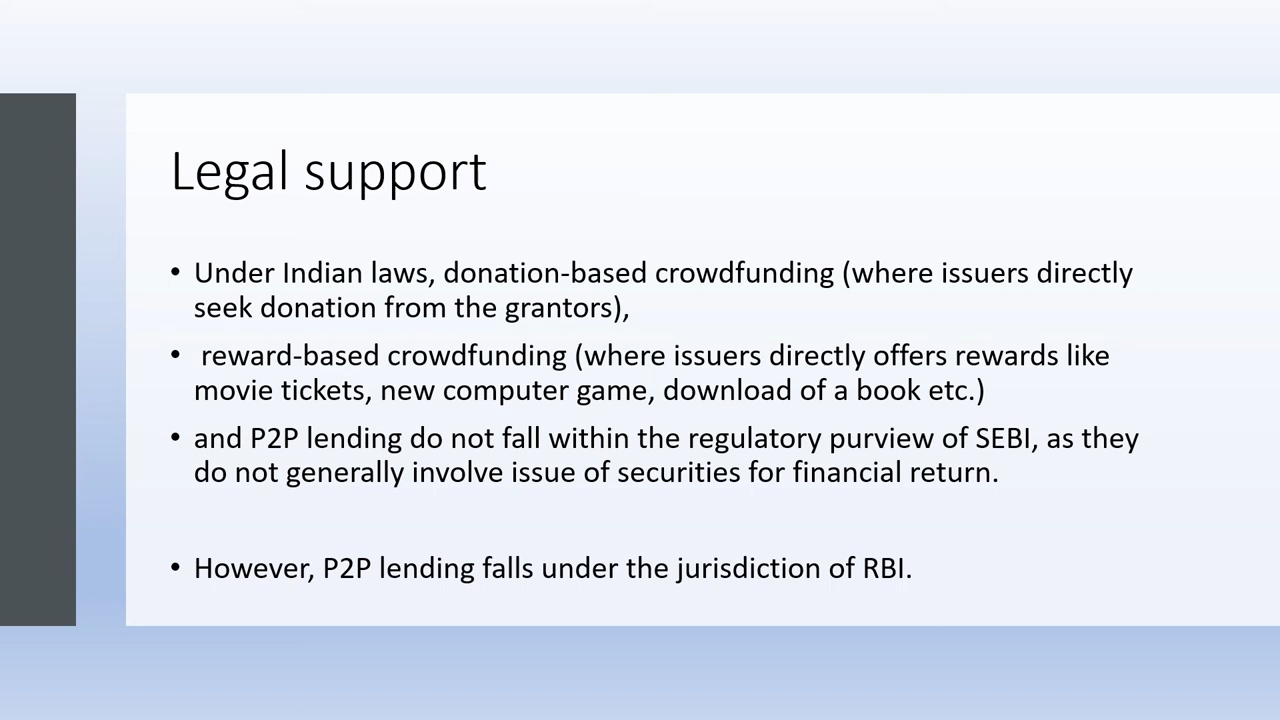 Legal support
• Under Indian laws, donation-based crowdfunding (where issuers directly
seek donation from the grantors),
• reward-based crowdfunding (where issuers directly offers rewards like
movie tickets, new computer game, download of a book etc.)
• and P2P lending do not fall within the regulatory purview of SEBI, as they
do not generally involve issue of securities for financial return.
• However, P2P lending falls under the jurisdiction of RBI.